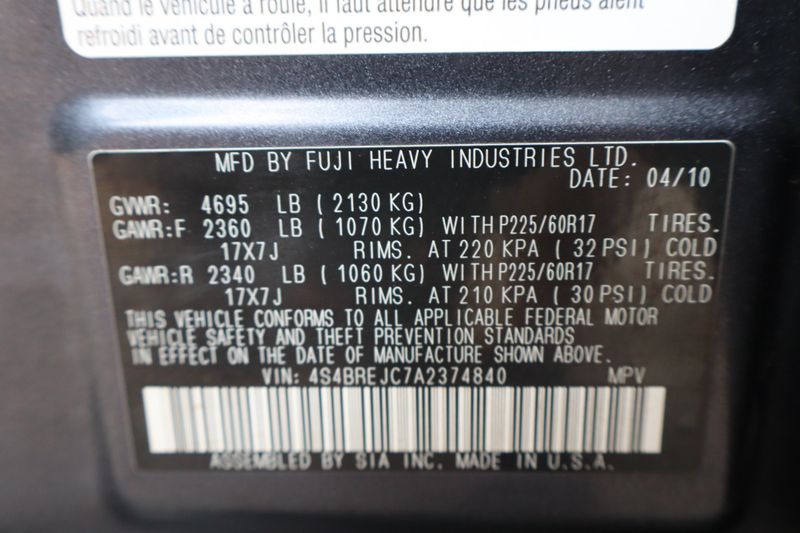 Quand le véhicule a roulé, il faut attendre que les pneus aient
refroidi avant de contrôler la pression.
MFD BY FUJI HEAVY INDUSTRIES LTD.
DATE: 04/10
GVWR: 4695 LB ( 2130 KG)
GAWR:F 2360 LB ( 1070 KG) WITH P225/60R17 TIRES.
17X7J RIMS. AT 220 KPA ( 32 PSI) COLD
GAWR:R 2340 LB ( 1060 KG) WITH P225/60R17 TIRES.
17X7J RIMS. AT 210 KPA ( 30 PSI) COLD
THIS VEHICLE CONFORMS TO ALL APPLICABLE FEDERAL MOTOR
VEHICLE SAFETY AND THEFT PREVENTION STANDARDS
IN EFFECT ON THE DATE OF MANUFACTURE SHOWN ABOVE.
VIN: 4S4BREJC7A2374840 MPV
ASSEMBLED BY SIA INC. MADE IN U.S.A.